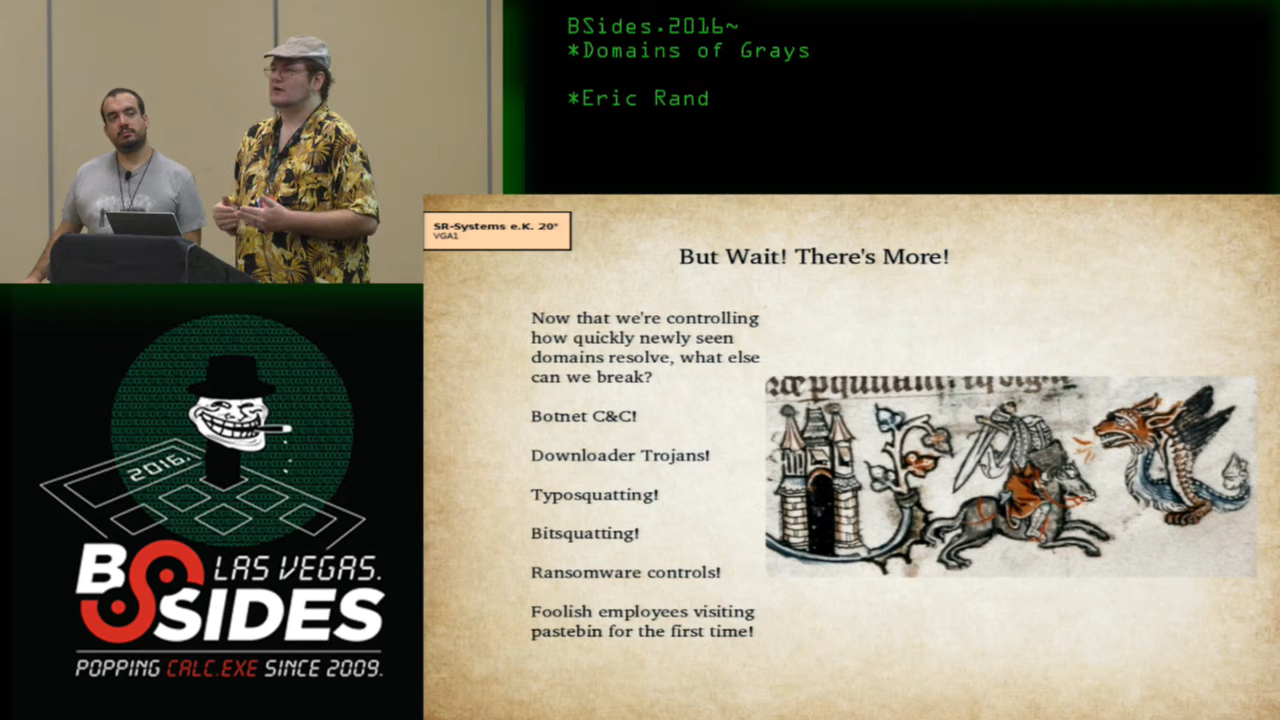 BSides.2016~
*Domains of Grays
*Eric Rand
SR-Systems e.K. 20°
VGA1
But Wait! There's More!
Now that we're controlling
how quickly newly seen
domains resolve, what else
can we break?
Botnet C&C!
Downloader Trojans!
Typosquatting!
Bitsquatting!
Ransomware controls!
Foolish employees visiting
pastebin for the first time!
2016.
BSIDES
LAS VEGAS.
POPPING CALC.EXE SINCE 2009.